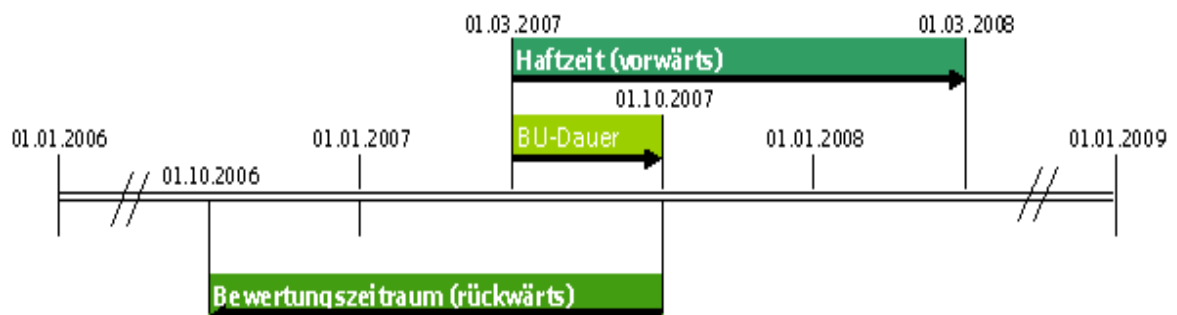 01.03.2007 01.03.2008
Haftzeit (vorwärts)
01.10.2007
01.01.2006 01.01.2007 BU-Dauer 01.01.2008 01.01.2009
01.10.2006
Bewertungszeitraum (rückwärts)